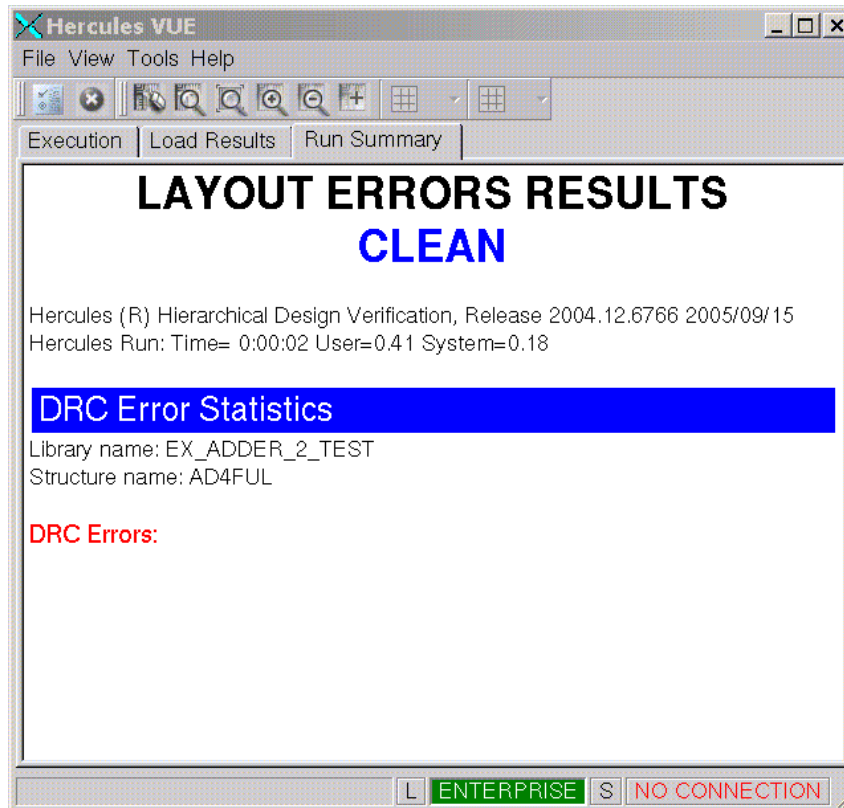 Hercules VUE
File View Tools Help
Execution Load Results Run Summary
LAYOUT ERRORS RESULTS
CLEAN
Hercules (R) Hierarchical Design Verification, Release 2004.12.6766 2005/09/15
Hercules Run: Time= 0:00:02 User=0.41 System=0.18
DRC Error Statistics
Library name: EX_ADDER_2_TEST
Structure name: AD4FUL
DRC Errors:
L ENTERPRISE S NO CONNECTION